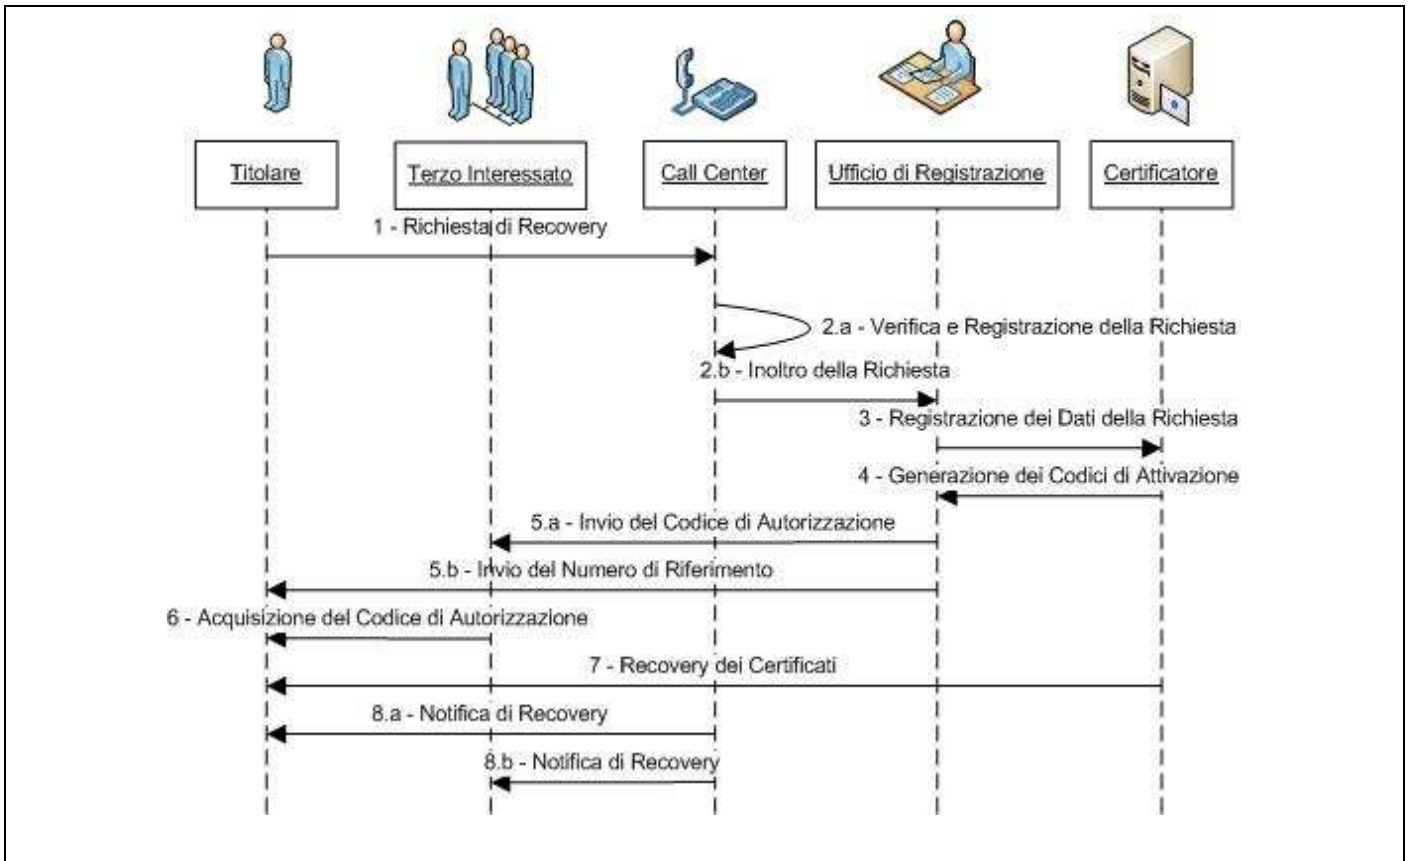 Titolare
Terzo Interessato
Call Center
Ufficio di Registrazione
Certificatore
1 - Richiesta di Recovery
2.a - Verifica e Registrazione della Richiesta
2.b - Inoltro della Richiesta
3 - Registrazione dei Dati della Richiesta
4 - Generazione dei Codici di Attivazione
5.a - Invio del Codice di Autorizzazione
5.b - Invio del Numero di Riferimento
6 - Acquisizione del Codice di Autorizzazione
7 - Recovery dei Certificati
8.a - Notifica di Recovery
8.b - Notifica di Recovery